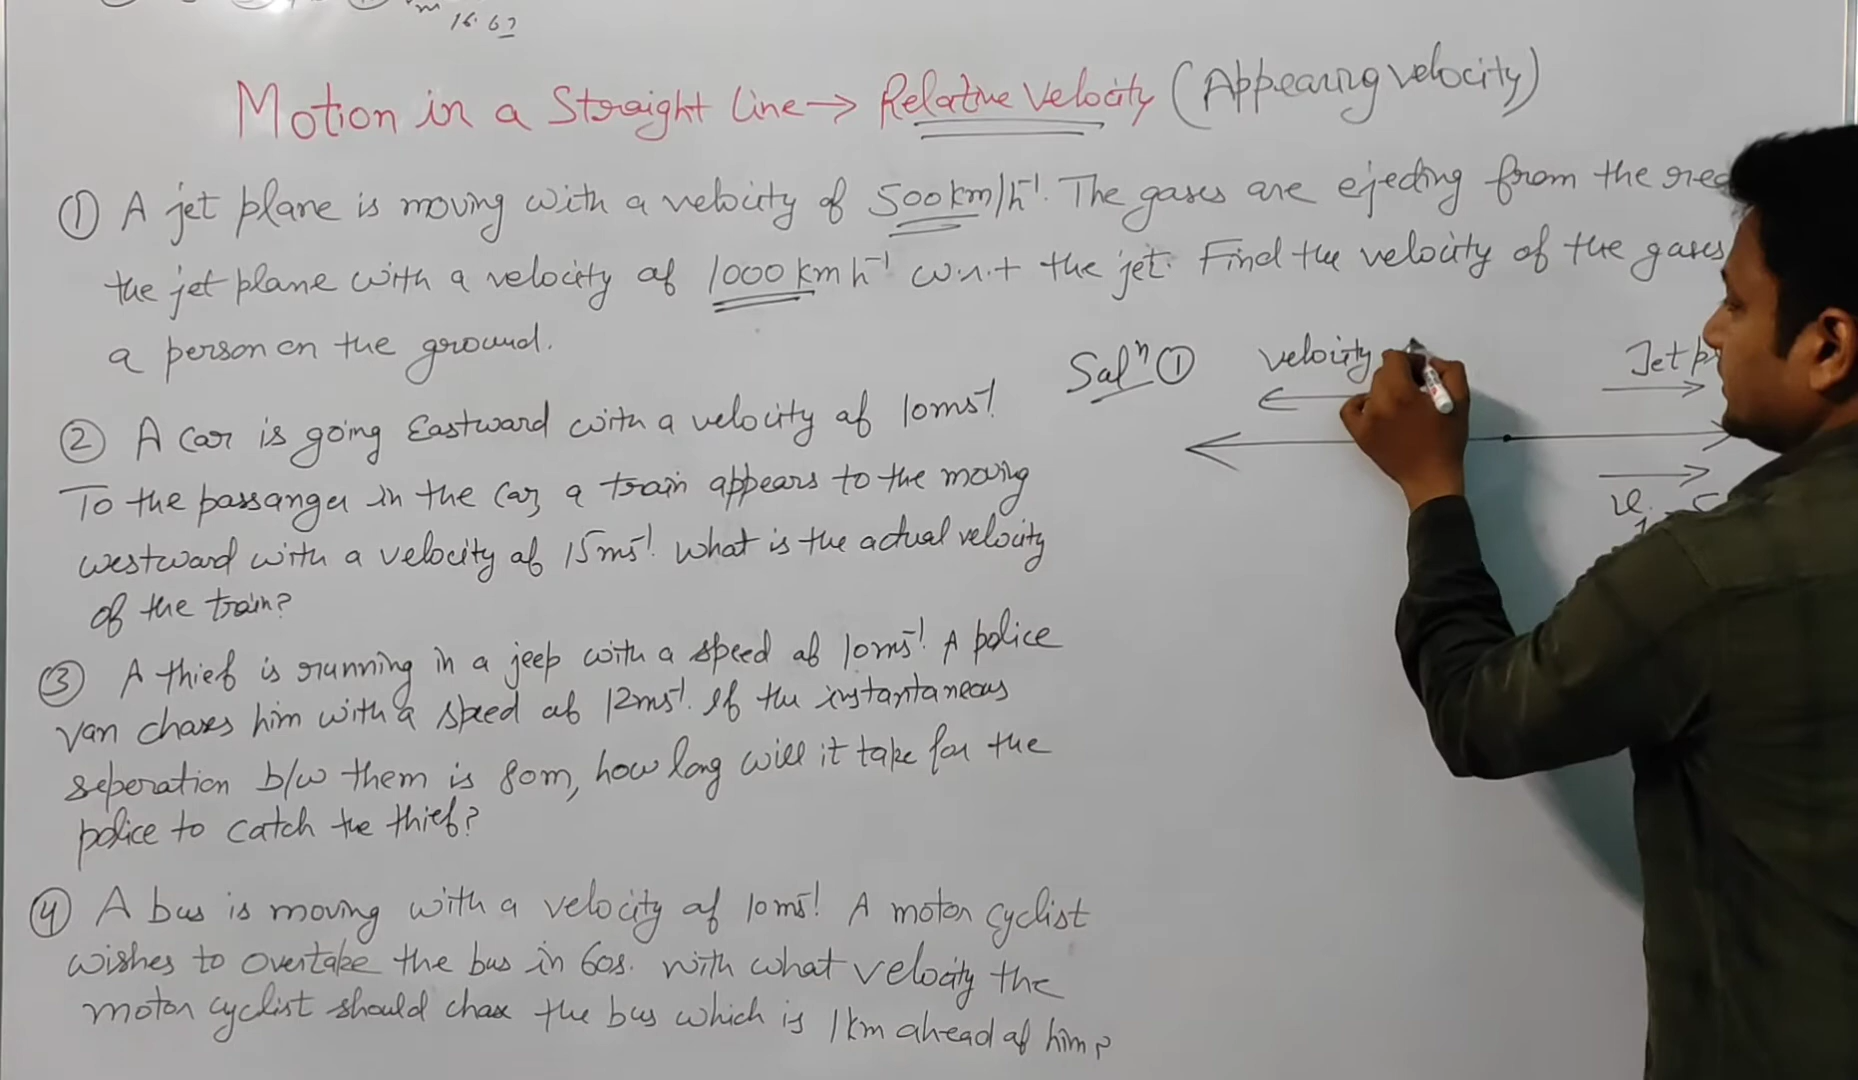 16.67
Motion in a Straight Line → Relative Velocity (Appearing velocity)
① A jet plane is moving with a velocity of 500km/h⁻¹. The gases are ejecting from the
the jet plane with a velocity of 1000 km h⁻¹ w.r.t the jet. Find the velocity of the gases
a person on the ground.
Solⁿ ① velocity Jet
② A car is going Eastward with a velocity of 10ms⁻¹.
To the passanger in the car, a train appears to the moving
westward with a velocity of 15ms⁻¹. What is the actual velocity
of the train?
③ A thief is running in a jeep with a speed of 10ms⁻¹. A police
van chases him with a speed of 12ms⁻¹. If the instantaneous
seperation b/w them is 80m, how long will it take for the
police to catch the thief?
④ A bus is moving with a velocity of 10ms⁻¹. A motor cyclist
wishes to overtake the bus in 60s. With what velocity the
motor cyclist should chase the bus which is 1km ahead of him?